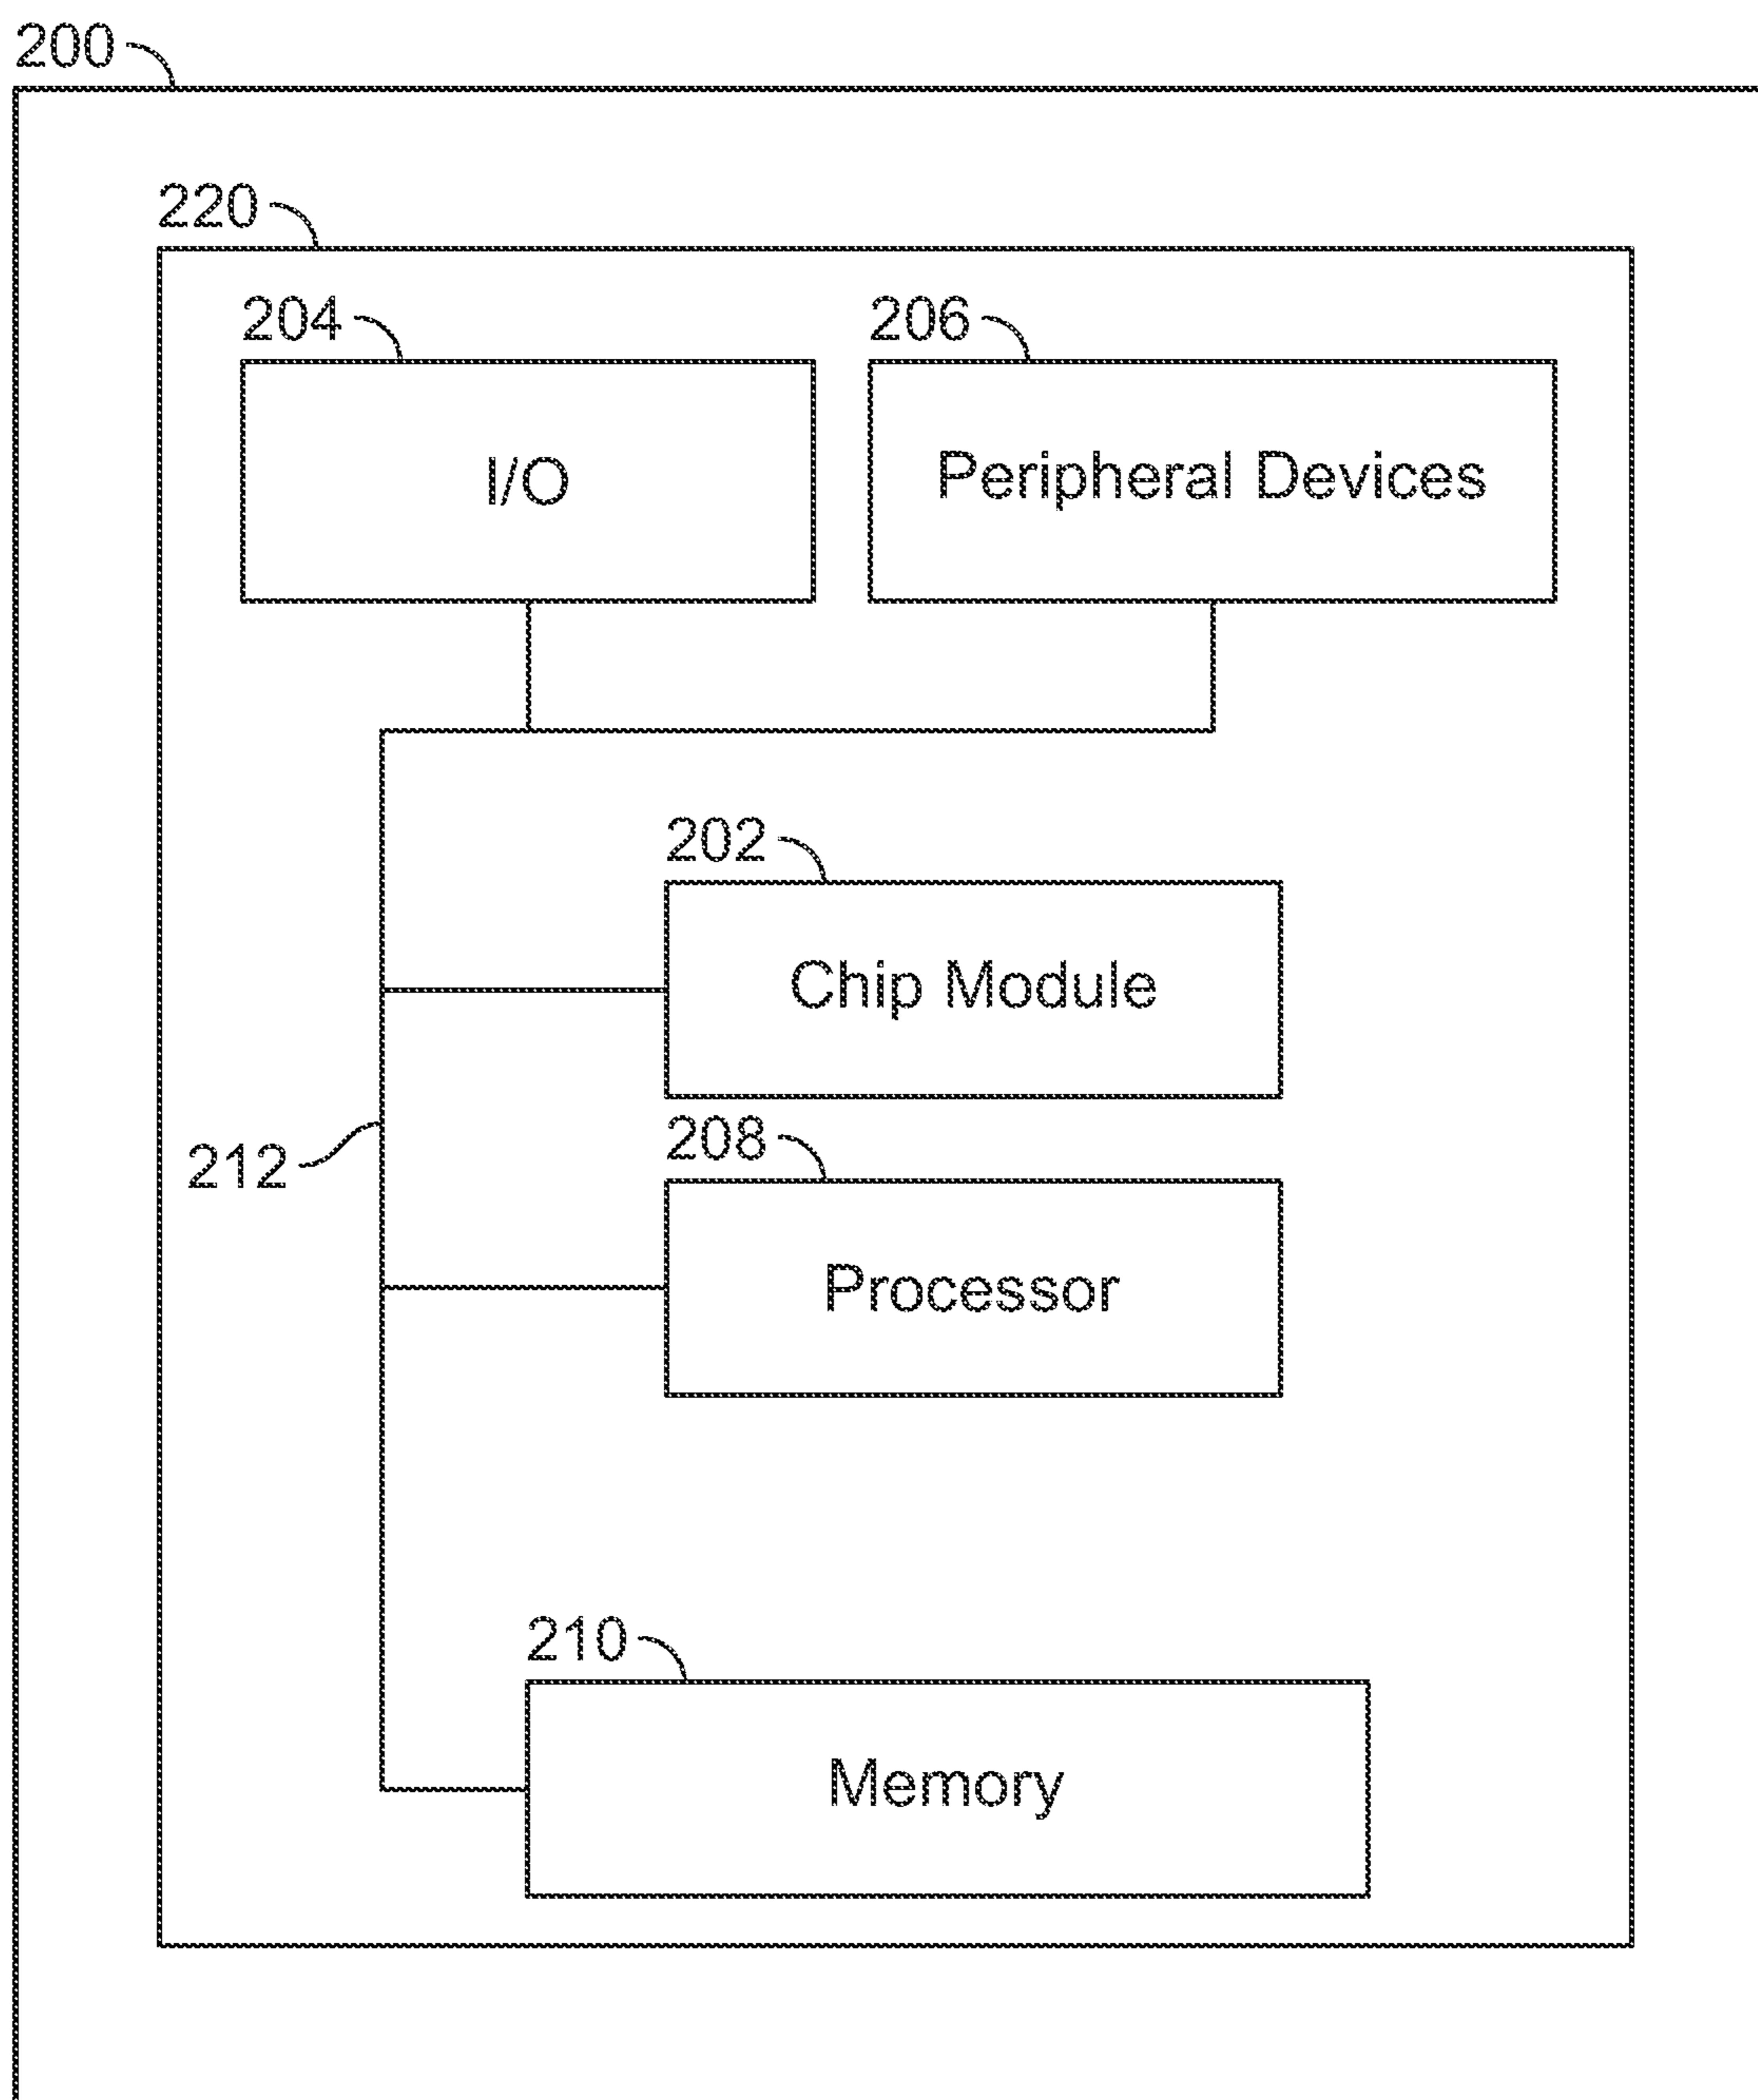 200
220
204
206
I/O
Peripheral Devices
202
Chip Module
212
208
Processor
210
Memory